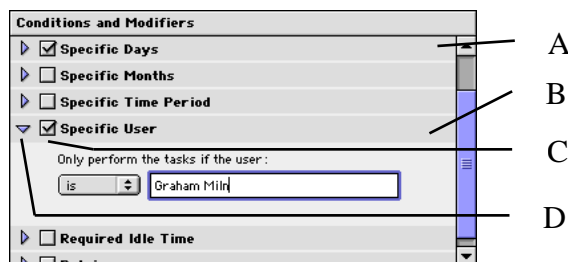 Conditions and Modifiers
Specific Days
A
Specific Months
B
Specific Time Period
Specific User
C
Only perform the tasks if the user:
is
Graham Miln
D
Required Idle Time